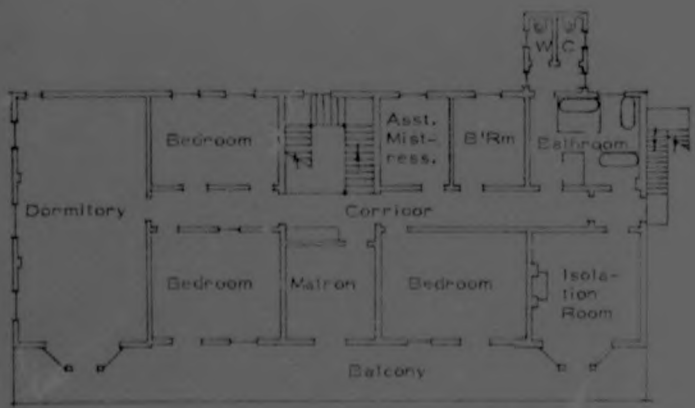 W C
Asst.
Mist-
ress.
Bedroom
B'Rm
Bathroom
Dormitory
Corridor
Bedroom
Matron
Bedroom
Isola-
tion
Room
Balcony